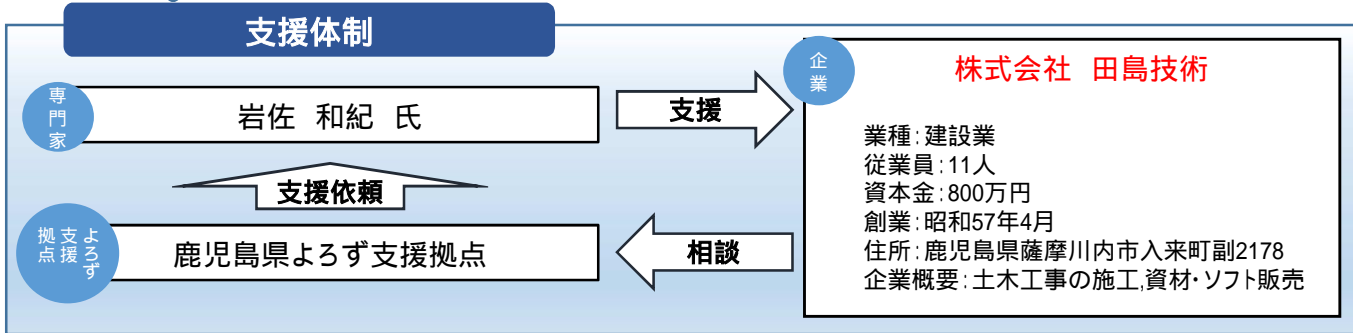 支援体制
専門家
岩佐 和紀 氏
支援
支援依頼
よろず支援拠点
鹿児島県よろず支援拠点
相談
企業
株式会社 田島技術
業種:建設業
従業員:11人
資本金:800万円
創業:昭和57年4月
住所:鹿児島県薩摩川内市入来町副田2178
企業概要:土木工事の施工,資材・ソフト販売